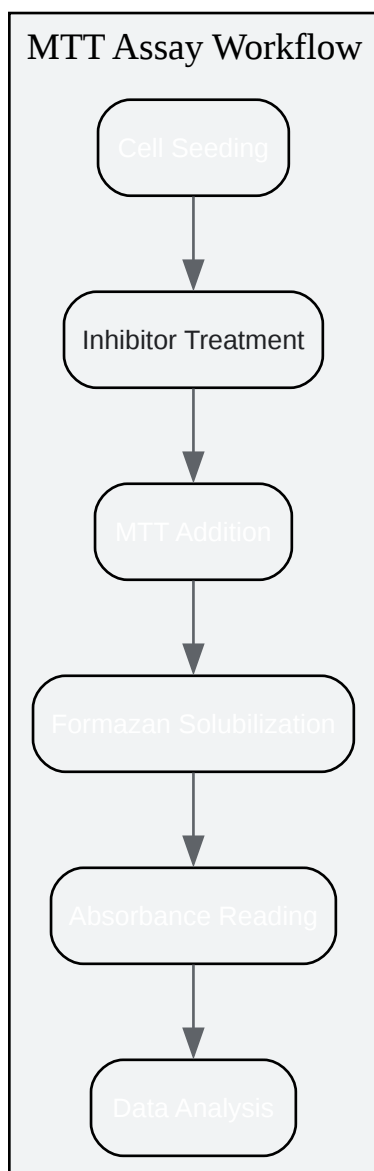 MTT Assay Workflow
Cell Seeding
Inhibitor Treatment
MTT Addition
Formazan Solubilization
Absorbance Reading
Data Analysis